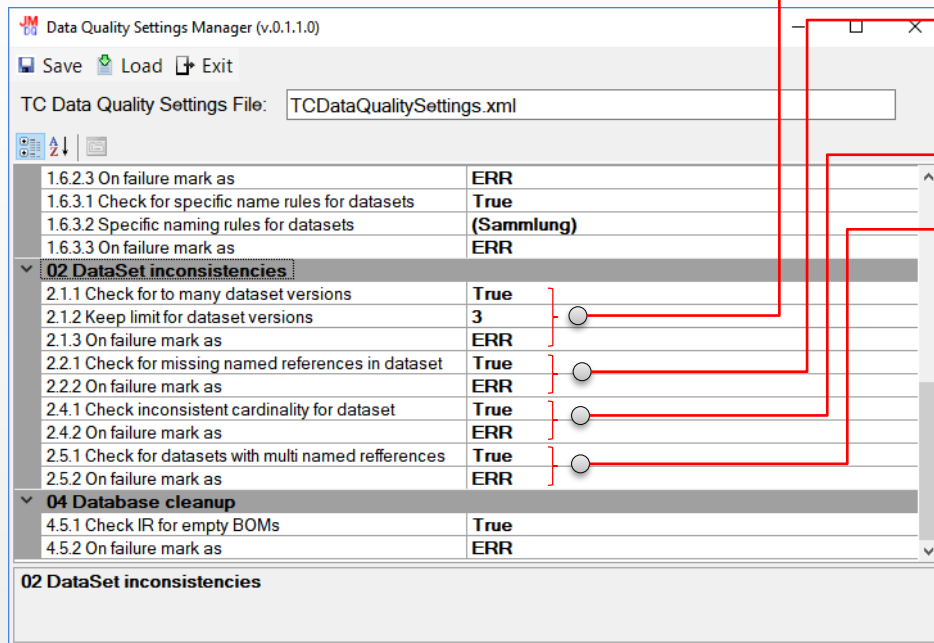 JM
DQ
Data Quality Settings Manager (v.0.1.1.0)
Save Load Exit
TC Data Quality Settings File: TCDataQualitySettings.xml
1.6.2.3 On failure mark as ERR
1.6.3.1 Check for specific name rules for datasets True
1.6.3.2 Specific naming rules for datasets (Sammlung)
1.6.3.3 On failure mark as ERR
02 DataSet inconsistencies
2.1.1 Check for to many dataset versions True
2.1.2 Keep limit for dataset versions 3
2.1.3 On failure mark as ERR
2.2.1 Check for missing named references in dataset True
2.2.2 On failure mark as ERR
2.4.1 Check inconsistent cardinality for dataset True
2.4.2 On failure mark as ERR
2.5.1 Check for datasets with multi named refferences True
2.5.2 On failure mark as ERR
04 Database cleanup
4.5.1 Check IR for empty BOMs True
4.5.2 On failure mark as ERR
02 DataSet inconsistencies